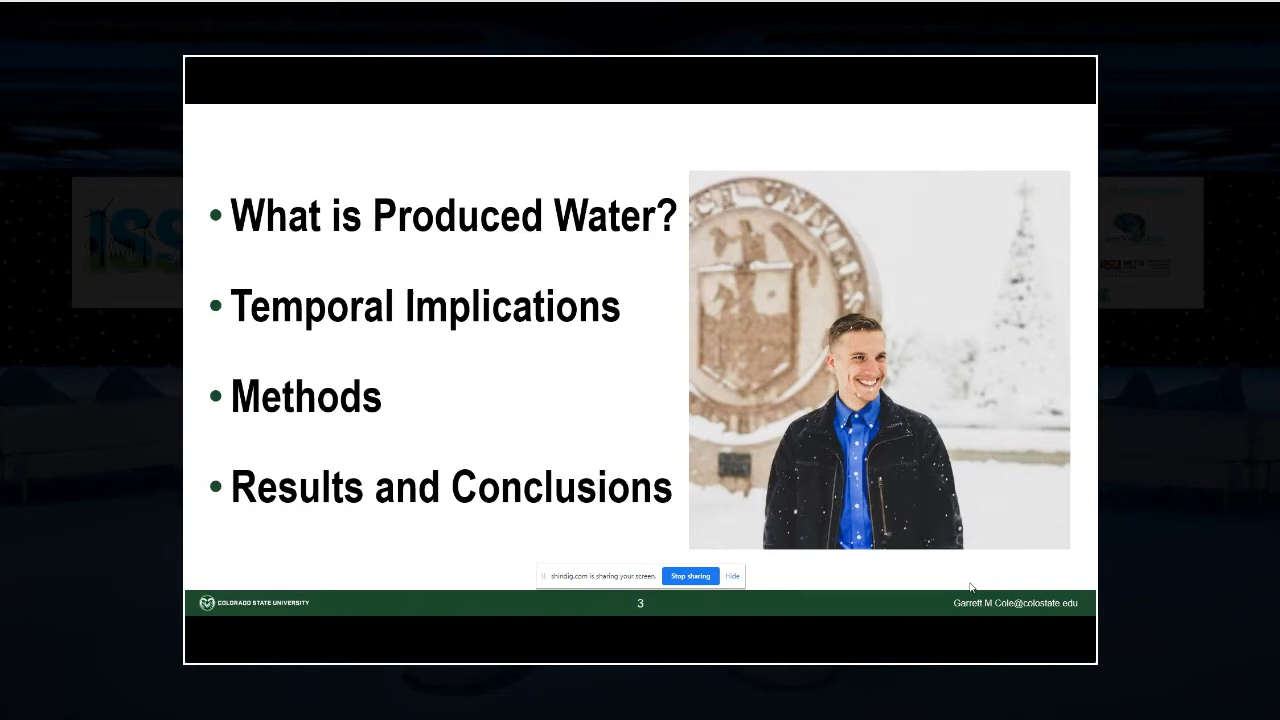 • What is Produced Water?
• Temporal Implications
• Methods
• Results and Conclusions
shindig.com is sharing your screen.
Stop sharing
Hide
COLORADO STATE UNIVERSITY
3
Garrett.M.Cole@colostate.edu